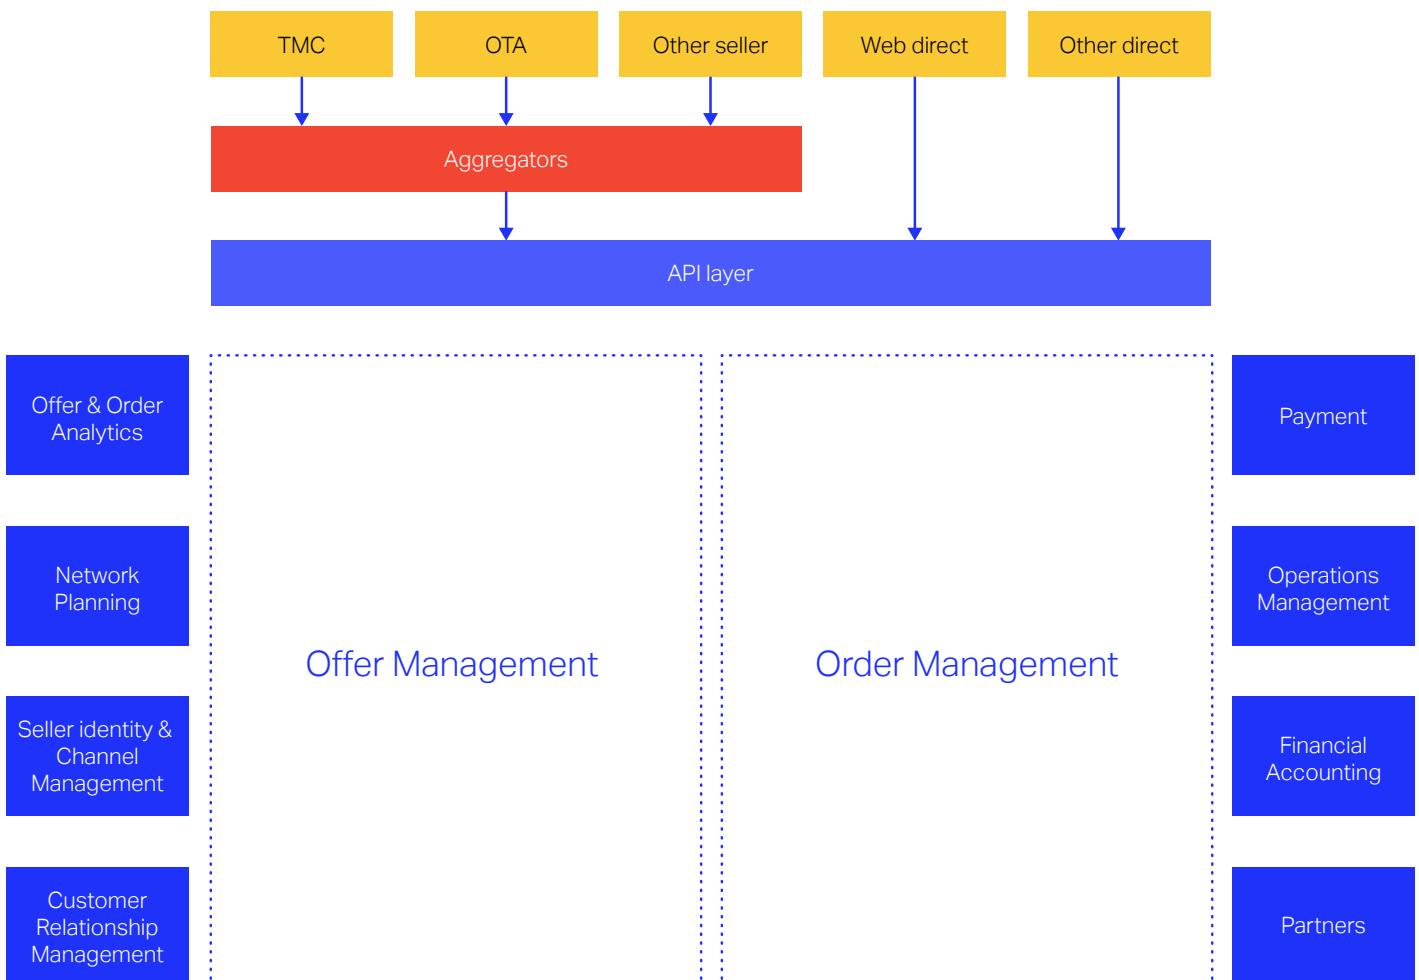 TMC
OTA
Other seller
Web direct
Other direct
Aggregators
API layer
Offer & Order
Analytics
Payment
Network
Planning
Operations
Management
Offer Management
Order Management
Seller identity &
Channel
Management
Financial
Accounting
Customer
Relationship
Management
Partners